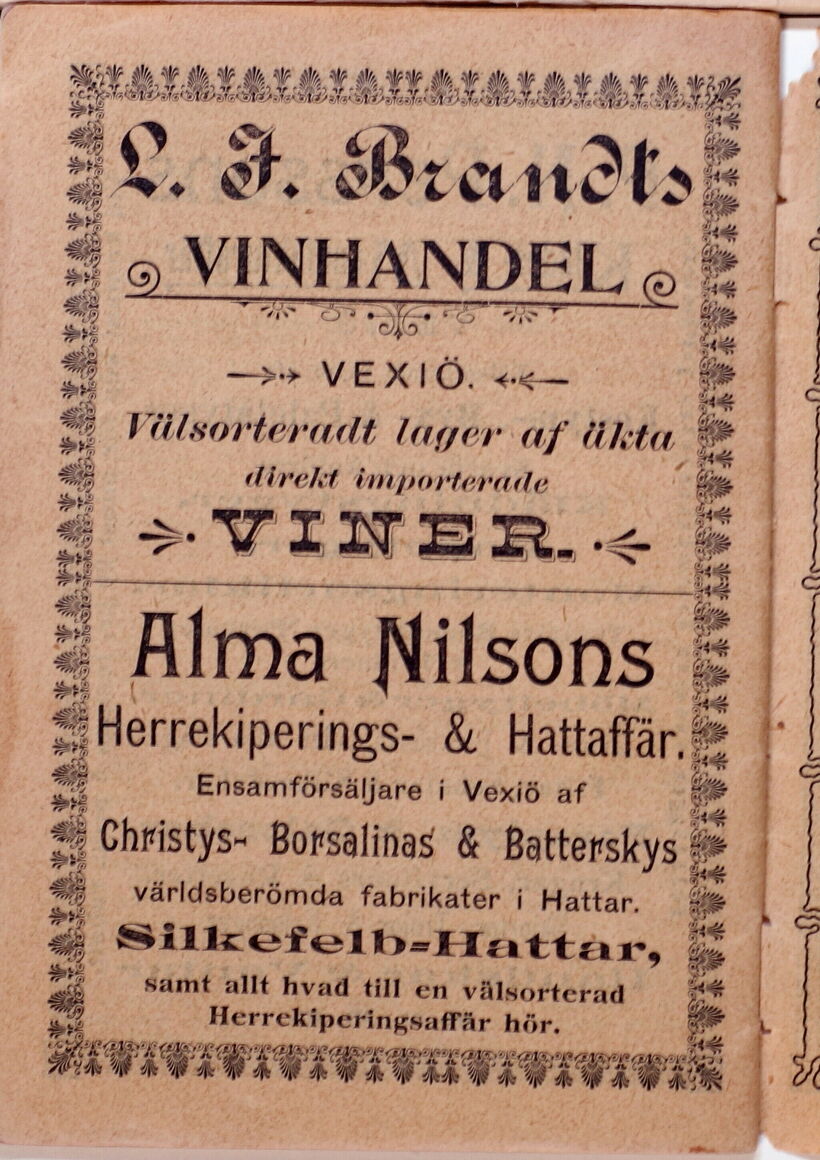 L. F. Brandts
VINHANDEL
VEXIÖ.
Välsorteradt lager af äkta
direkt importerade
VINER.
Alma Nilsons
Herrekiperings- & Hattaffär.
Ensamförsäljare i Vexiö af
Christys- Borsalinas & Batterskys
världsberömda fabrikater i Hattar.
Silkefelb=Hattar,
samt allt hvad till en välsorterad
Herrekiperingsaffär hör.